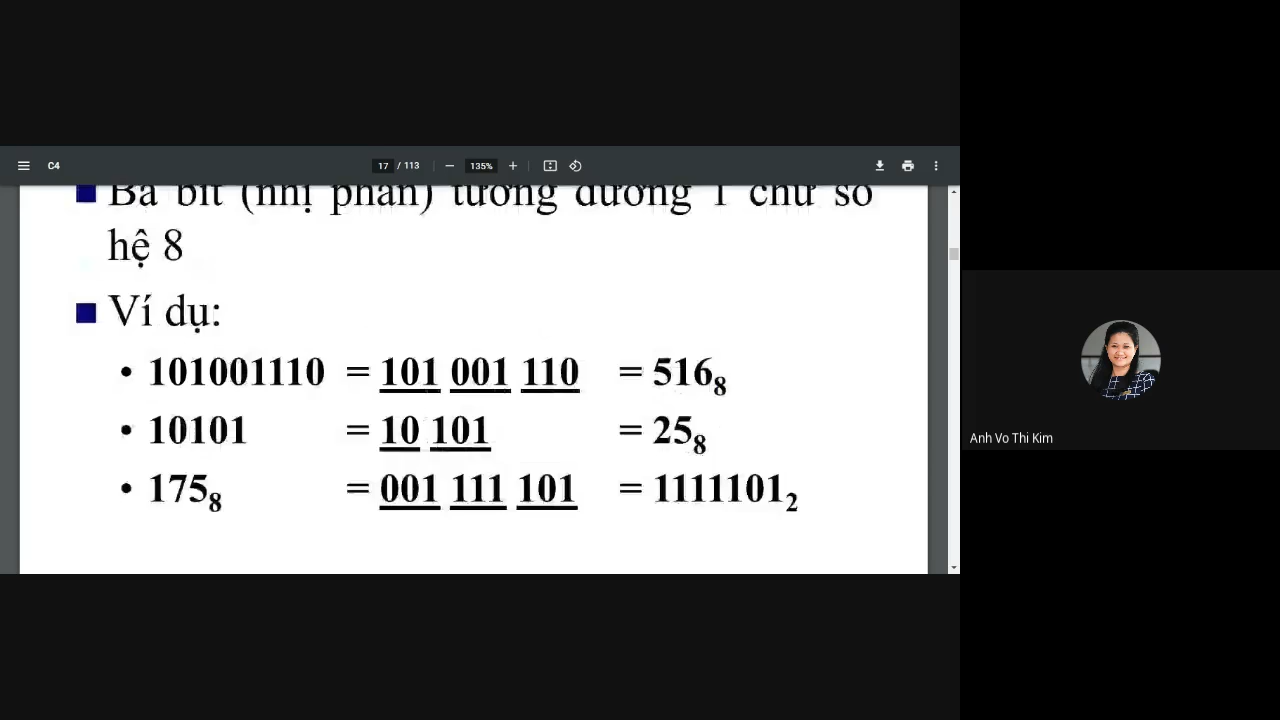 C4 17 / 113 135%
Ba bit (nhị phân) tương đương 1 chữ số
hệ 8
Ví dụ:
• 101001110 = 101 001 110 = 516₈
• 10101 = 10 101 = 25₈
• 175₈ = 001 111 101 = 1111101₂
Anh Vo Thi Kim